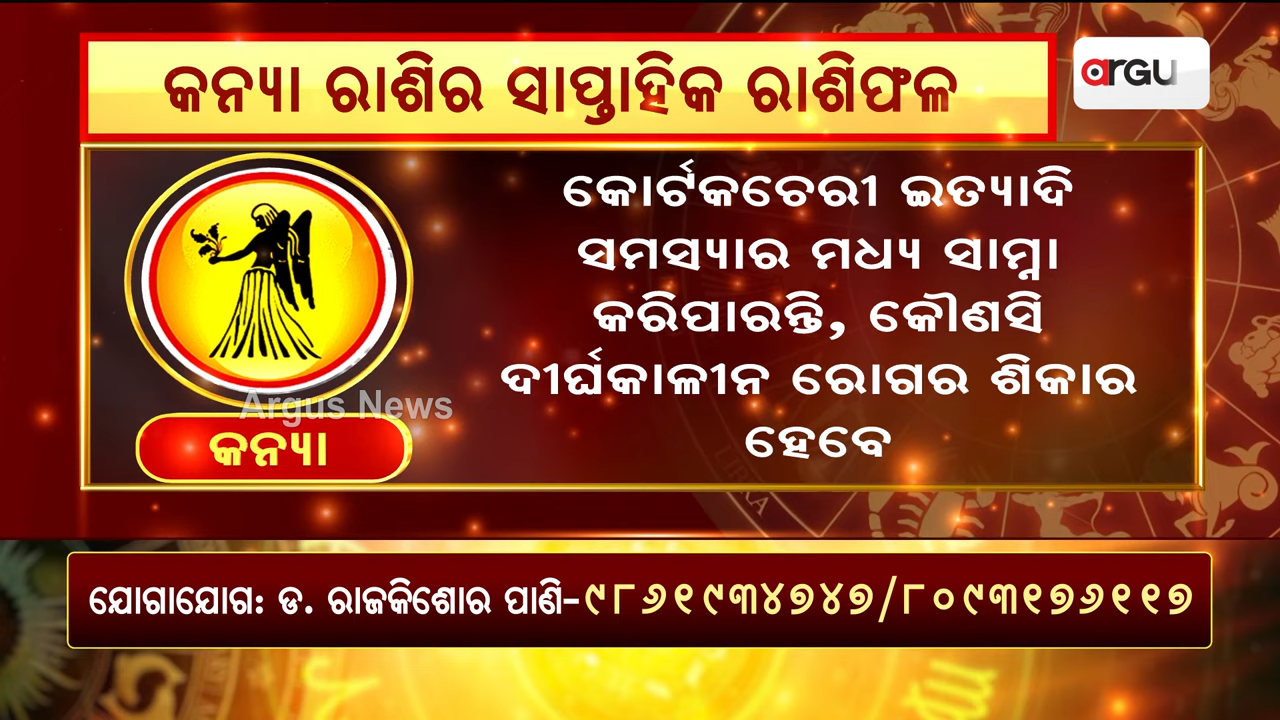 କନ୍ୟା ରାଶିର ସାପ୍ତାହିକ ରାଶିଫଳ
ARGU
କୋର୍ଟକଚେରୀ ଇତ୍ୟାଦି
ସମସ୍ୟାର ମଧ୍ୟ ସାମ୍ନା
କରିପାରନ୍ତି, କୌଣସି
ଦୀର୍ଘକାଳୀନ ରୋଗର ଶିକାର
ହେବେ
Argus News
କନ୍ୟା
ଯୋଗାଯୋଗ: ଡ. ରାଜକିଶୋର ପାଣି-୯୮୬୧୯୩୪୭୪୭/୮୦୯୩୧୭୬୧୧୭